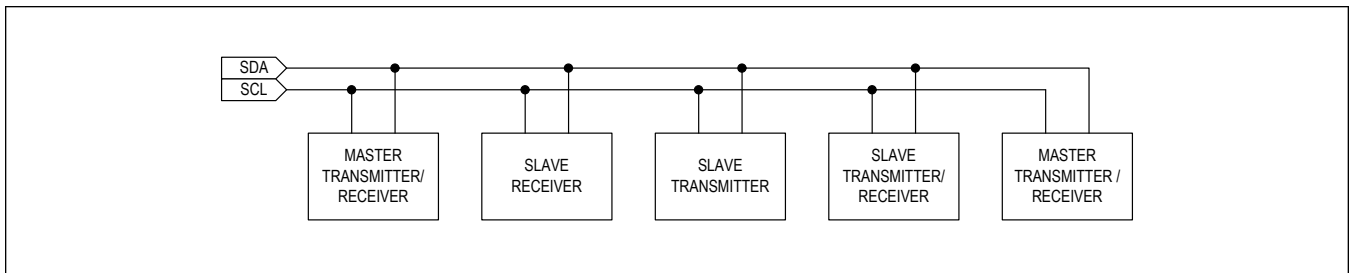 SDA
SCL
MASTER
TRANSMITTER/
RECEIVER
SLAVE
RECEIVER
SLAVE
TRANSMITTER
SLAVE
TRANSMITTER/
RECEIVER
MASTER
TRANSMITTER /
RECEIVER